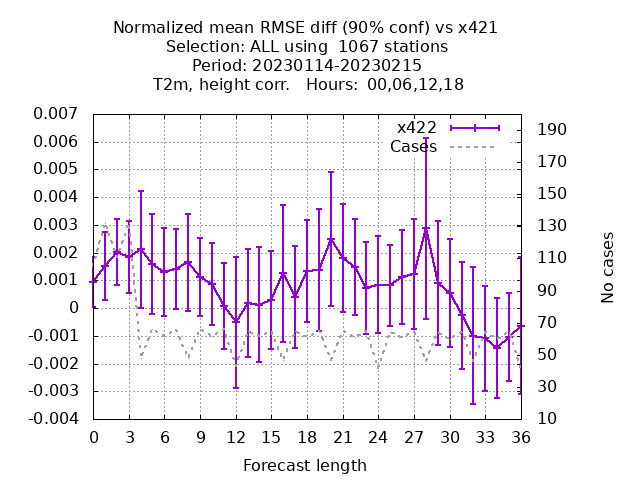 Normalized mean RMSE diff (90% conf) vs x421
Selection: ALL using  1067 stations
Period: 20230114-20230215
T2m, height corr.   Hours:  00,06,12,18
x422
Cases
0.007
0.006
0.005
0.004
0.003
0.002
0.001
0
-0.001
-0.002
-0.003
-0.004
190
170
150
130
110
90
70
50
30
10
No cases
0 3 6 9 12 15 18 21 24 27 30 33 36
Forecast length